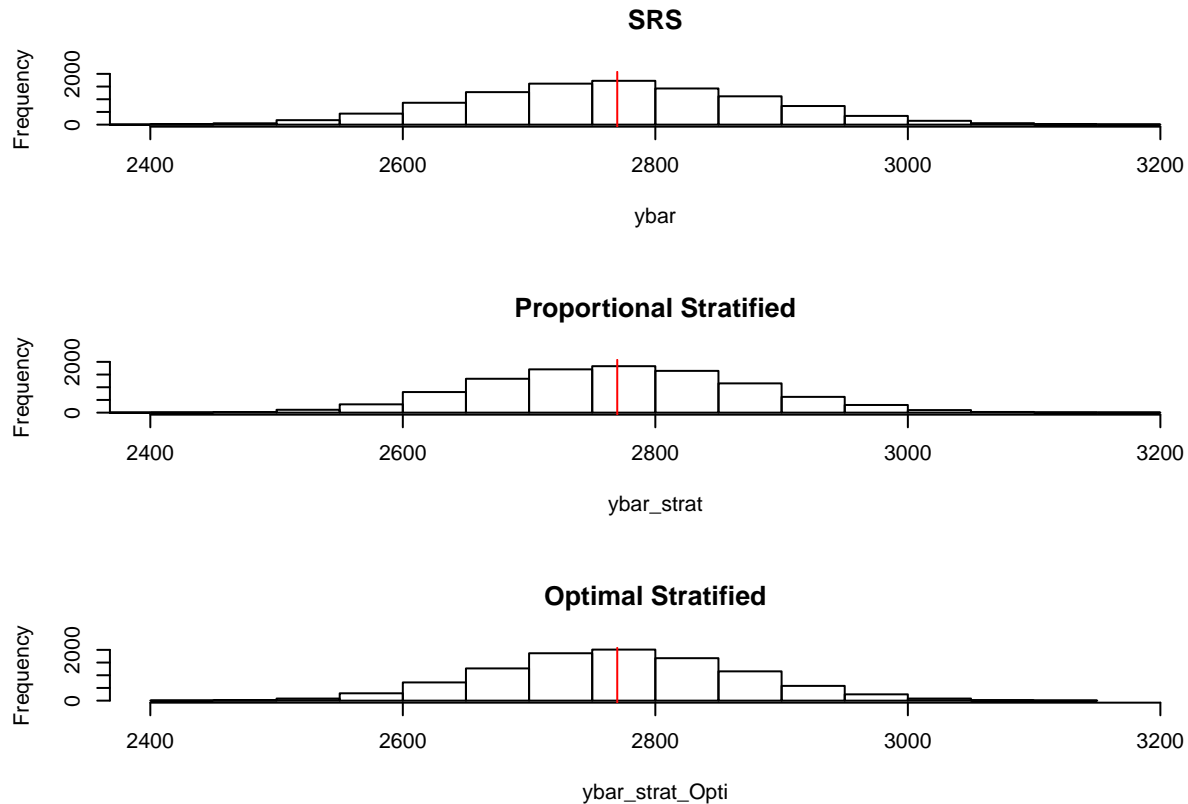 SRS
Frequency
2000
0
2400 2600 2800 3000 3200
ybar
Proportional Stratified
Frequency
2000
0
2400 2600 2800 3000 3200
ybar_strat
Optimal Stratified
Frequency
2000
0
2400 2600 2800 3000 3200
ybar_strat_Opti